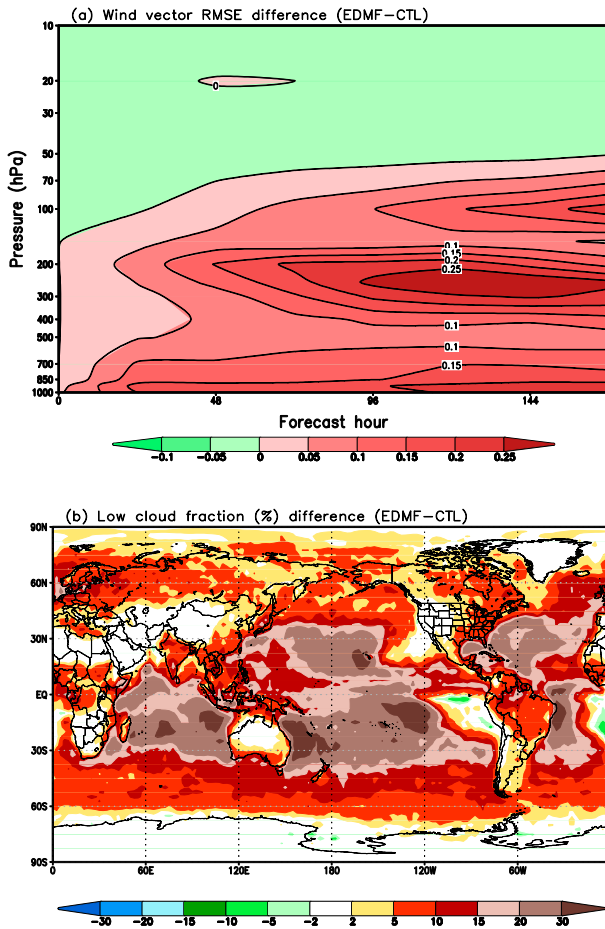 (a) Wind vector RMSE difference (EDMF-CTL)
10
20
30
50
70
100
200
300
400
500
700
850
1000
Pressure (hPa)
0
0.1
0.15
0.2
0.25
0.1
0.1
0.15
0 48 96 144
Forecast hour
-0.1 -0.05 0 0.05 0.1 0.15 0.2 0.25
(b) Low cloud fraction (%) difference (EDMF-CTL)
90N
60N
30N
EQ
30S
60S
90S
0 60E 120E 180 120W 60W
-30 -20 -15 -10 -5 -2 2 5 10 15 20 30